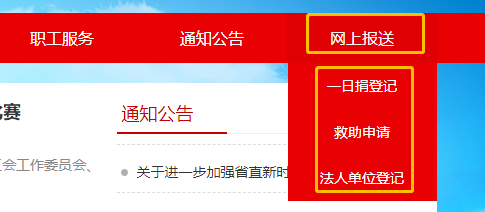 职工服务 通知公告 网上报送
一日捐登记
赛 通知公告
救助申请
工会工作委员会、 关于进一步加强省直新时
法人单位登记